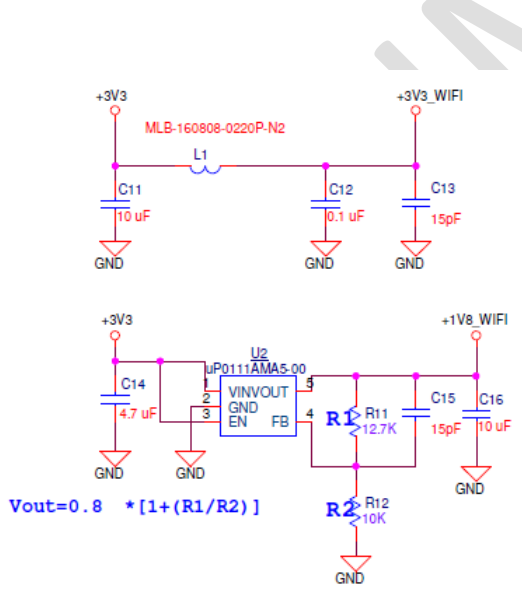 +3V3
+3V3_WIFI
MLB-160808-0220P-N2
L1
C11
10 uF
C12
0.1 uF
C13
15pF
GND
GND
GND
+3V3
+1V8_WIFI
U2
uP0111AMA5-00
C14
4.7 uF
1
2
3
VIN
VOUT
GND
EN
FB
5
4
R1
R11
12.7K
C15
15pF
C16
10 uF
GND
GND
GND
Vout=0.8 *[1+(R1/R2)]
R2
R12
10K
GND